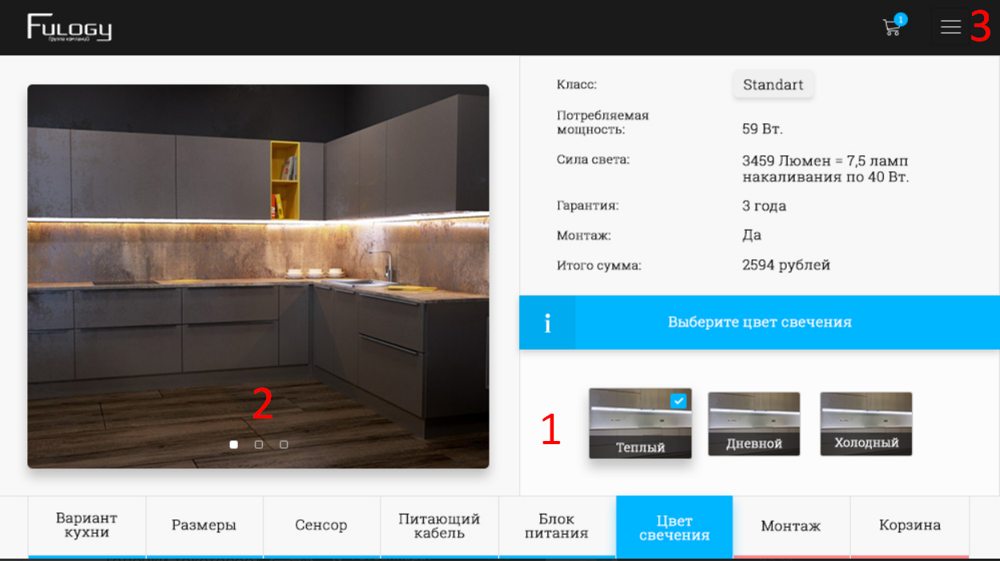 FULOGY
Группа компаний
1
3
Класс:
Standart
Потребляемая
мощность:
59 Вт.
Сила света:
3459 Люмен = 7,5 ламп
накаливания по 40 Вт.
Гарантия:
3 года
Монтаж:
Да
Итого сумма:
2594 рублей
i
Выберите цвет свечения
2
1
Теплый
Дневной
Холодный
Вариант
кухни
Размеры
Сенсор
Питающий
кабель
Блок
питания
Цвет
свечения
Монтаж
Корзина